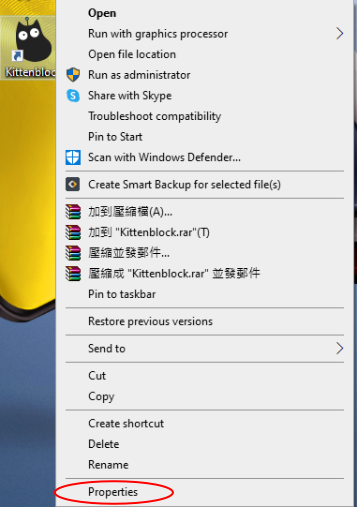 Open
Run with graphics processor
Open file location
Kittenbloc
Run as administrator
Share with Skype
Troubleshoot compatibility
Pin to Start
Scan with Windows Defender...
Create Smart Backup for selected file(s)
加到壓縮檔(A)...
加到 "Kittenblock.rar"(T)
壓縮並發郵件...
壓縮成 "Kittenblock.rar" 並發郵件
Pin to taskbar
Restore previous versions
Send to
Cut
Copy
Create shortcut
Delete
Rename
Properties